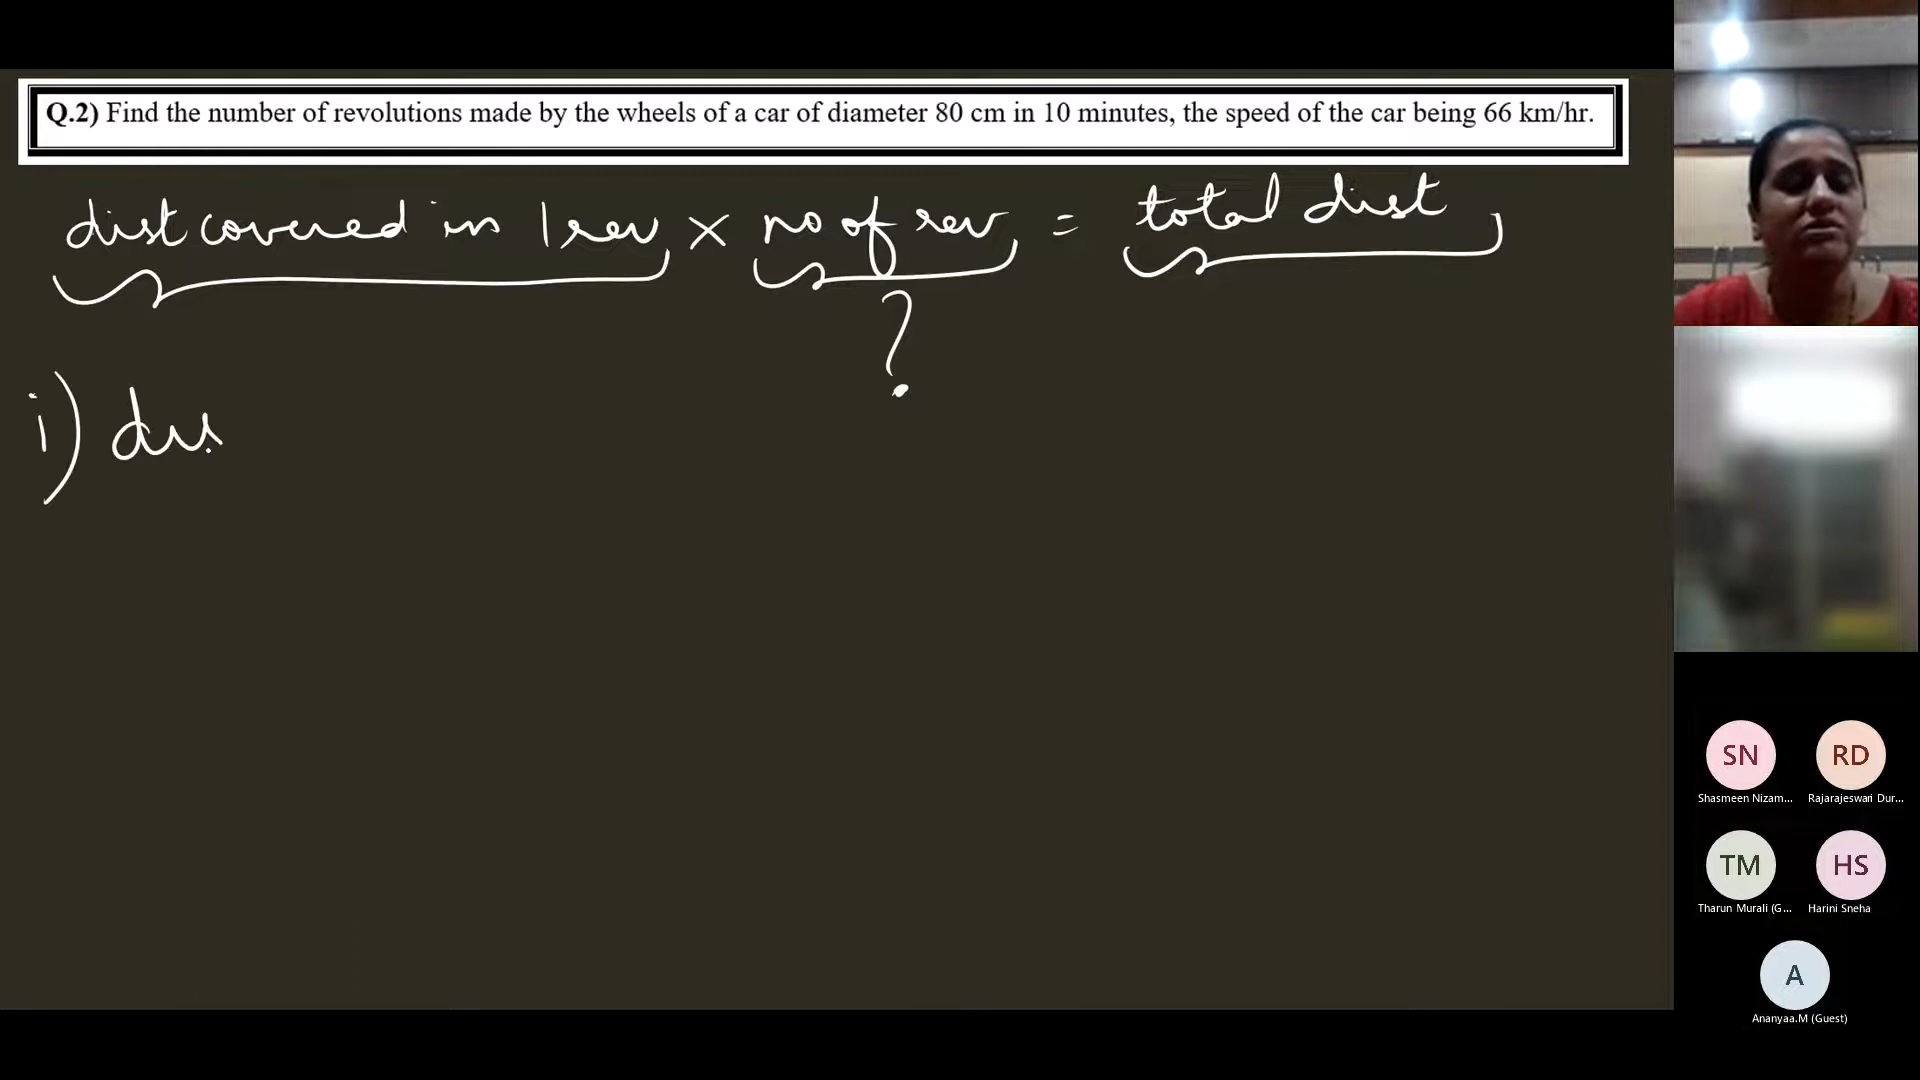 Q.2) Find the number of revolutions made by the wheels of a car of diameter 80 cm in 10 minutes, the speed of the car being 66 km/hr.
dist covered in 1 rev × no of rev = total dist
?
i) dis
SN RD
Shasmeen Nizam... Rajarajeswari Dur...
TM HS
Tharun Murali (G... Harini Sneha
A
Ananyaa.M (Guest)